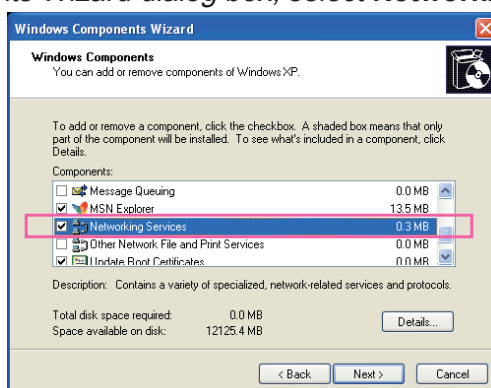 ts Wizard dialog box, select Network
Windows Components Wizard
Windows Components
You can add or remove components of Windows XP.
To add or remove a component, click the checkbox. A shaded box means that only
part of the component will be installed. To see what's included in a component, click
Details.
Components:
Message Queuing 0.0 MB
MSN Explorer 13.5 MB
Networking Services 0.3 MB
Other Network File and Print Services 0.0 MB
Update Root Certificates 0.0 MB
Description: Contains a variety of specialized, network-related services and protocols.
Total disk space required: 0.0 MB
Space available on disk: 12125.4 MB
Details...
< Back Next > Cancel